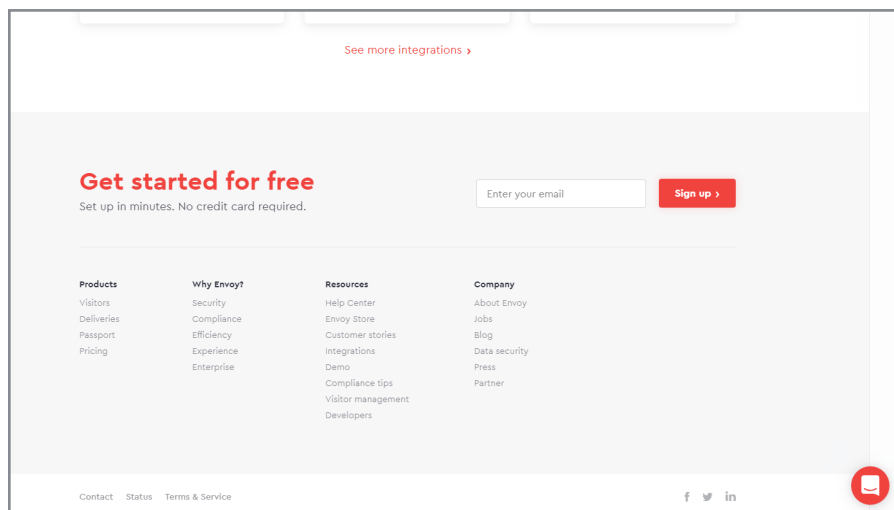 See more integrations ›
Get started for free
Set up in minutes. No credit card required.
Enter your email
Sign up ›
Products
Visitors
Deliveries
Passport
Pricing
Why Envoy?
Security
Compliance
Efficiency
Experience
Enterprise
Resources
Help Center
Envoy Store
Customer stories
Integrations
Demo
Compliance tips
Visitor management
Developers
Company
About Envoy
Jobs
Blog
Data security
Press
Partner
Contact Status Terms & Service